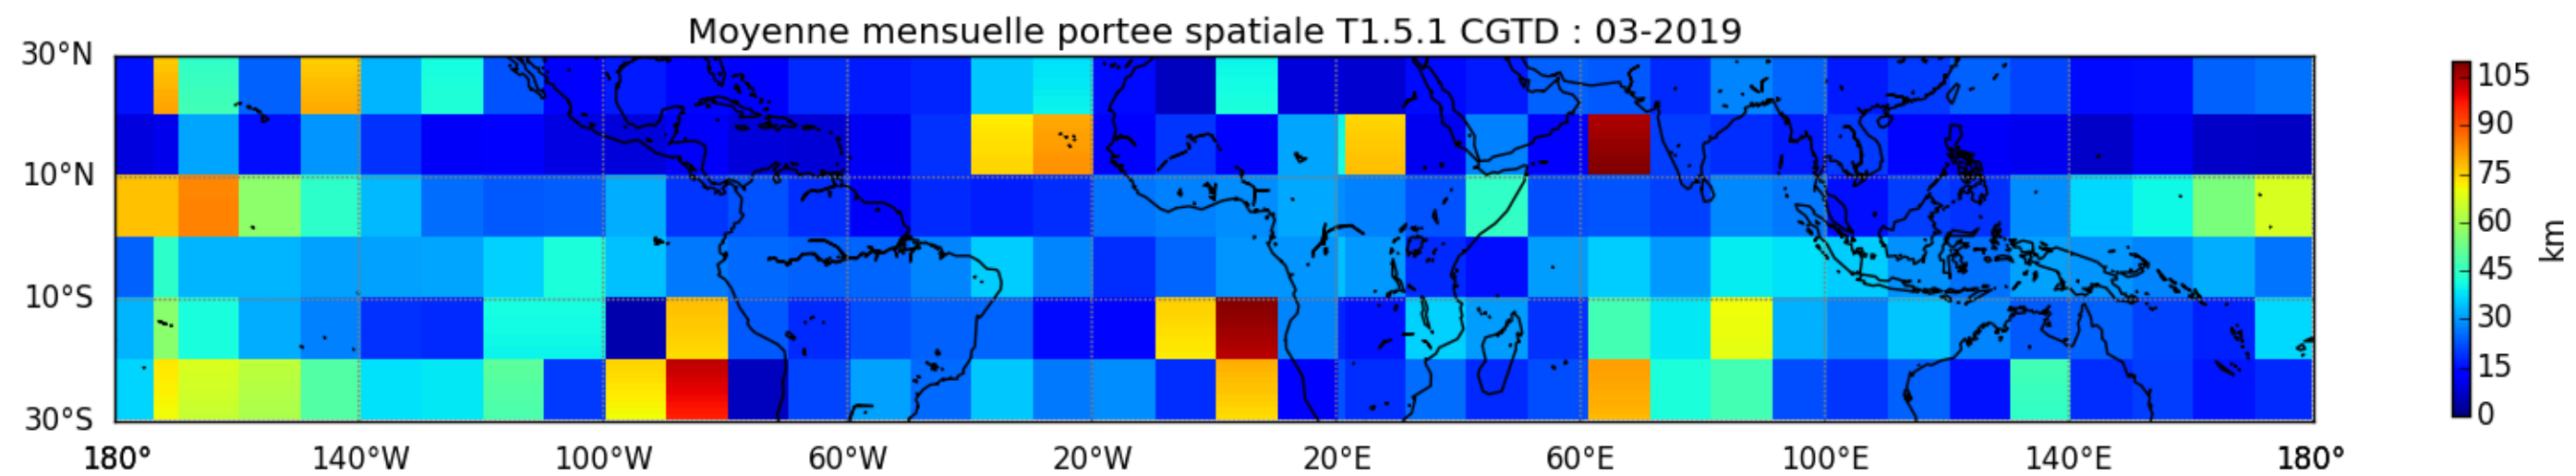 Moyenne mensuelle portee spatiale T1.5.1 CGTD : 03-2019
30°N
10°N
10°S
30°S
180° 140°W 100°W 60°W 20°W 20°E 60°E 100°E 140°E 180°
105
90
75
60
45
30
15
0
km